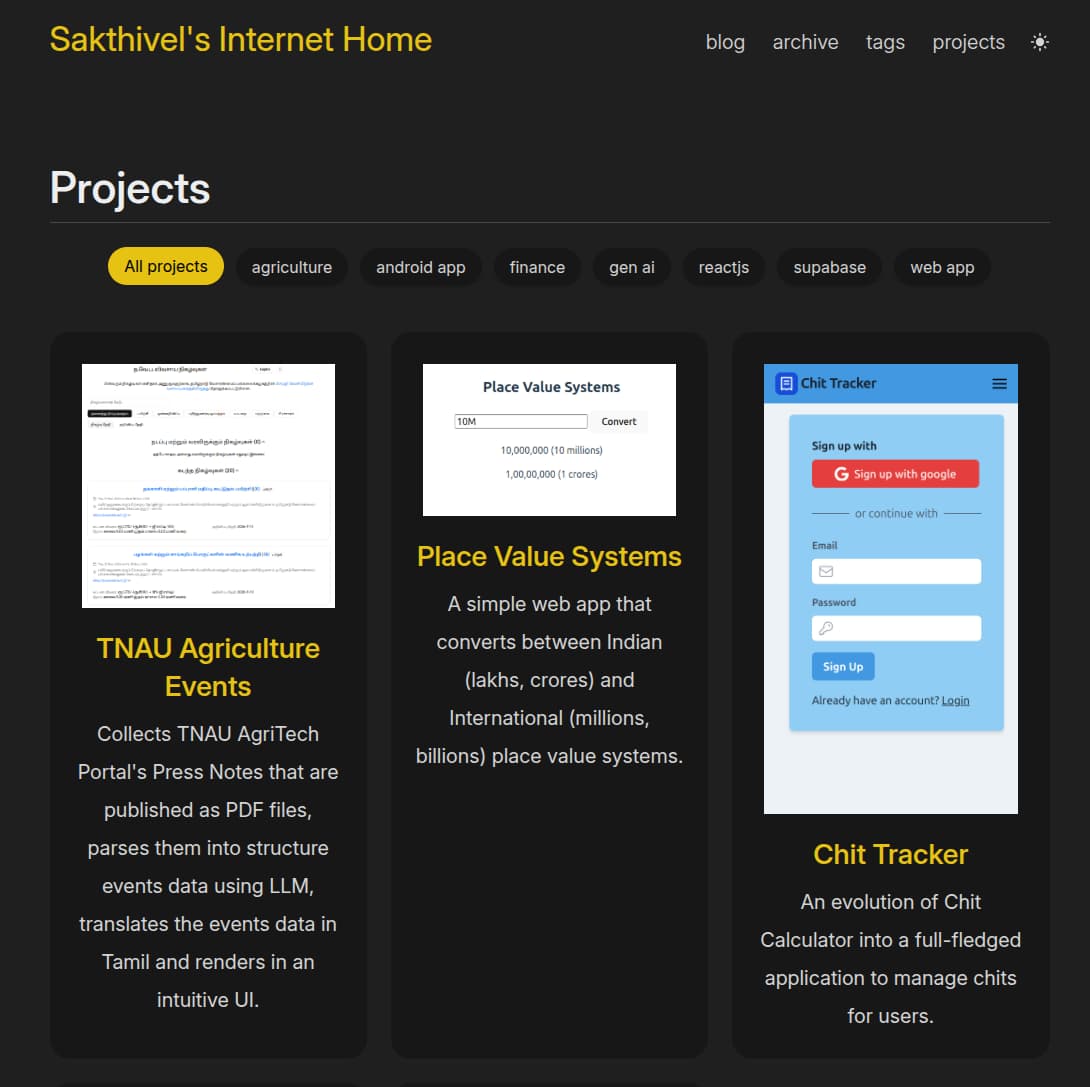 Sakthivel's Internet Home
blog archive tags projects
Projects
All projects agriculture android app finance gen ai reactjs supabase web app
TNAU Agriculture
Events
Collects TNAU AgriTech
Portal's Press Notes that are
published as PDF files,
parses them into structure
events data using LLM,
translates the events data in
Tamil and renders in an
intuitive UI.
Place Value Systems
10M Convert
10,000,000 (10 millions)
1,00,00,000 (1 crores)
Place Value Systems
A simple web app that
converts between Indian
(lakhs, crores) and
International (millions,
billions) place value systems.
Chit Tracker
Sign up with
Sign up with google
or continue with
Email
Password
Sign Up
Already have an account? Login
Chit Tracker
An evolution of Chit
Calculator into a full-fledged
application to manage chits
for users.